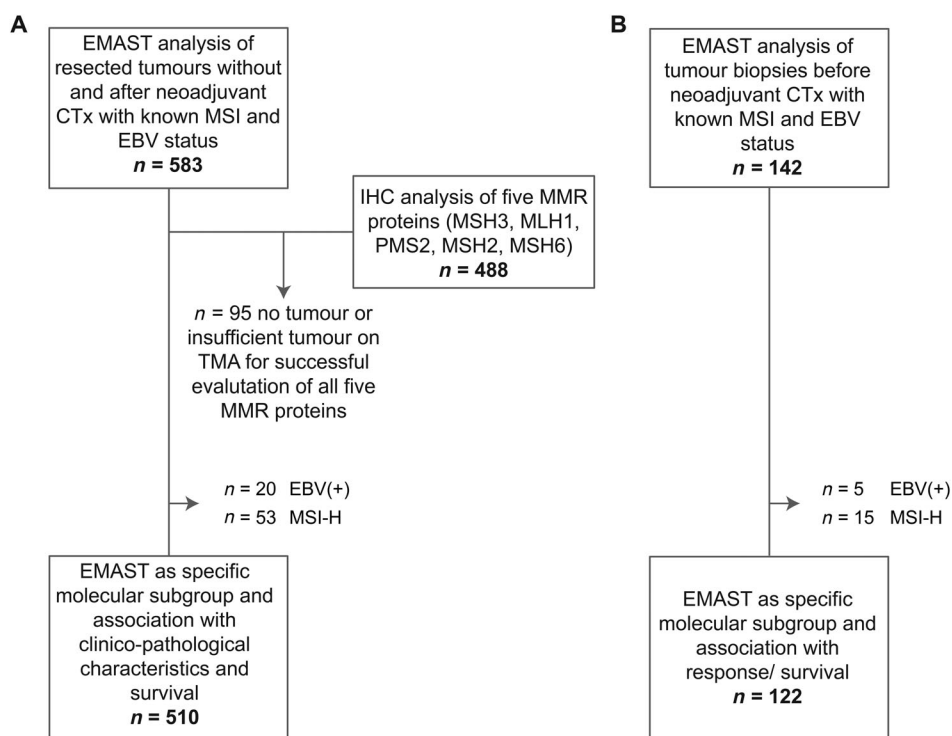 A
EMAST analysis of
resected tumours without
and after neoadjuvant
CTx with known MSI and
EBV status
n = 583
IHC analysis of five MMR
proteins (MSH3, MLH1,
PMS2, MSH2, MSH6)
n = 488
n = 95 no tumour or
insufficient tumour on
TMA for successful
evalutation of all five
MMR proteins
n = 20 EBV(+)
n = 53 MSI-H
EMAST as specific
molecular subgroup and
association with
clinico-pathological
characteristics and
survival
n = 510
B
EMAST analysis of
tumour biopsies before
neoadjuvant CTx with
known MSI and EBV
status
n = 142
n = 5 EBV(+)
n = 15 MSI-H
EMAST as specific
molecular subgroup and
association with
response/ survival
n = 122